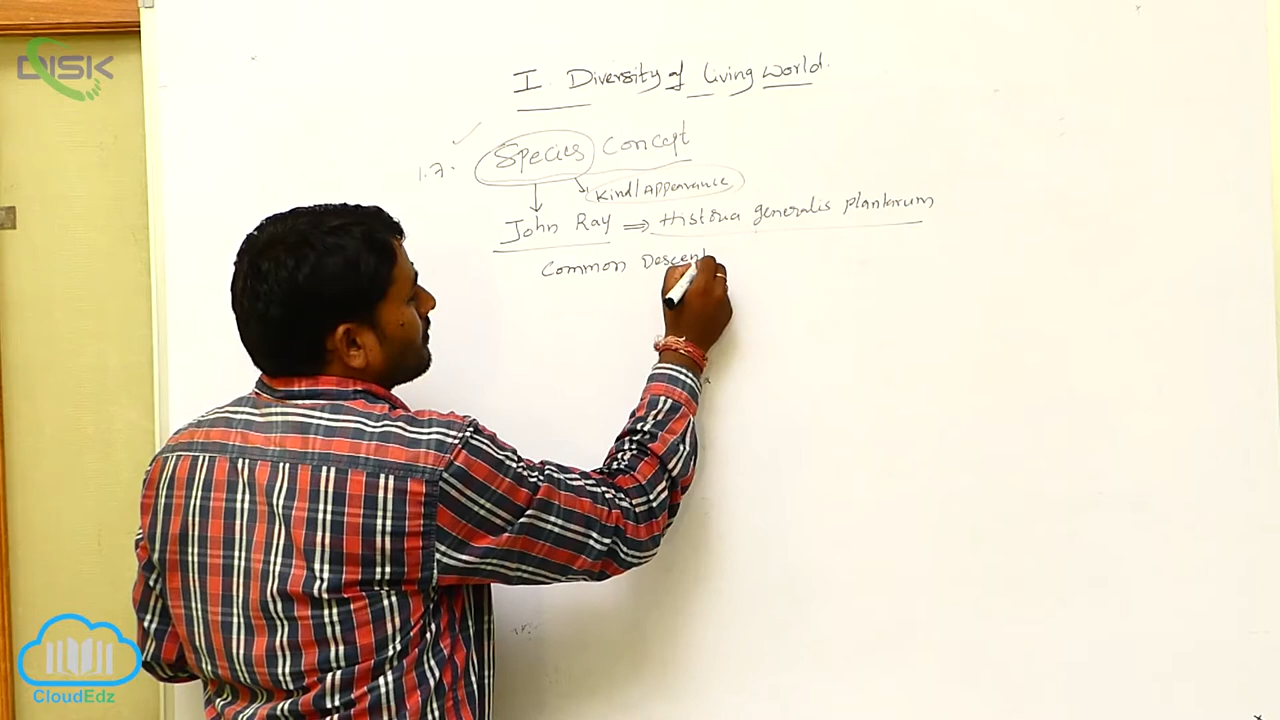 DISK
I. Diversity of living world.
1.7. Species Concept
Kind/Appearance
John Ray ⇒ Historia generalis plantarum
Common Descent
CloudEdz